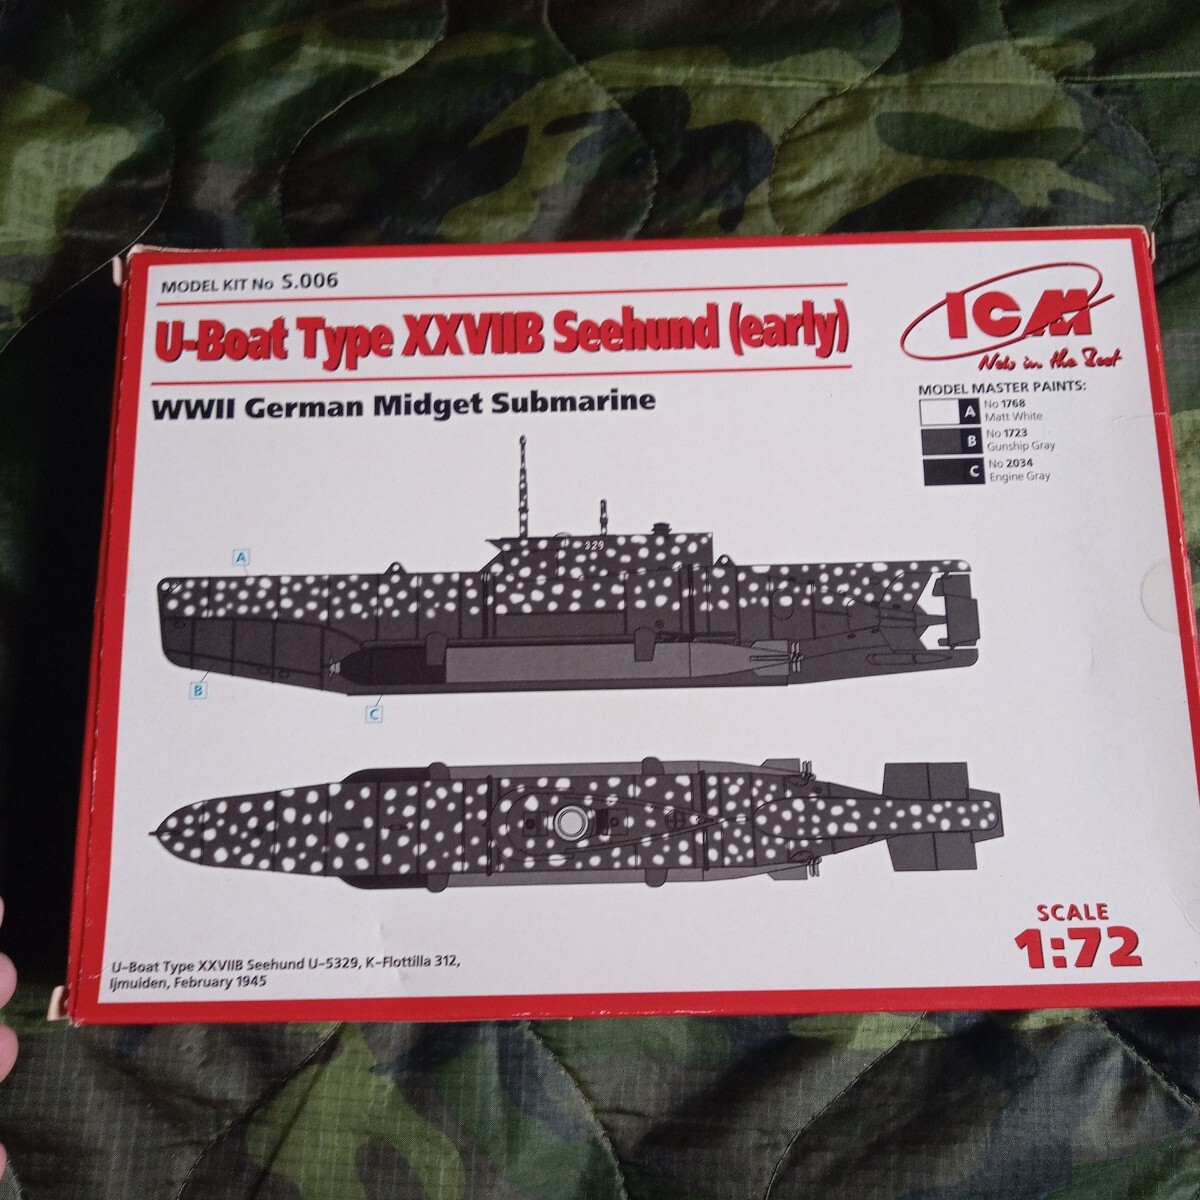 MODEL KIT No S.006
U-Boat Type XXVIIB Seehund (early)
WWII German Midget Submarine
ICM
New in the Best
MODEL MASTER PAINTS:
A No 1768
Matt White
B No 1723
Gunship Gray
C No 2034
Engine Gray
329
A
B
C
SCALE
1:72
U-Boat Type XXVIIB Seehund U-5329, K-Flottilla 312,
Ijmuiden, February 1945